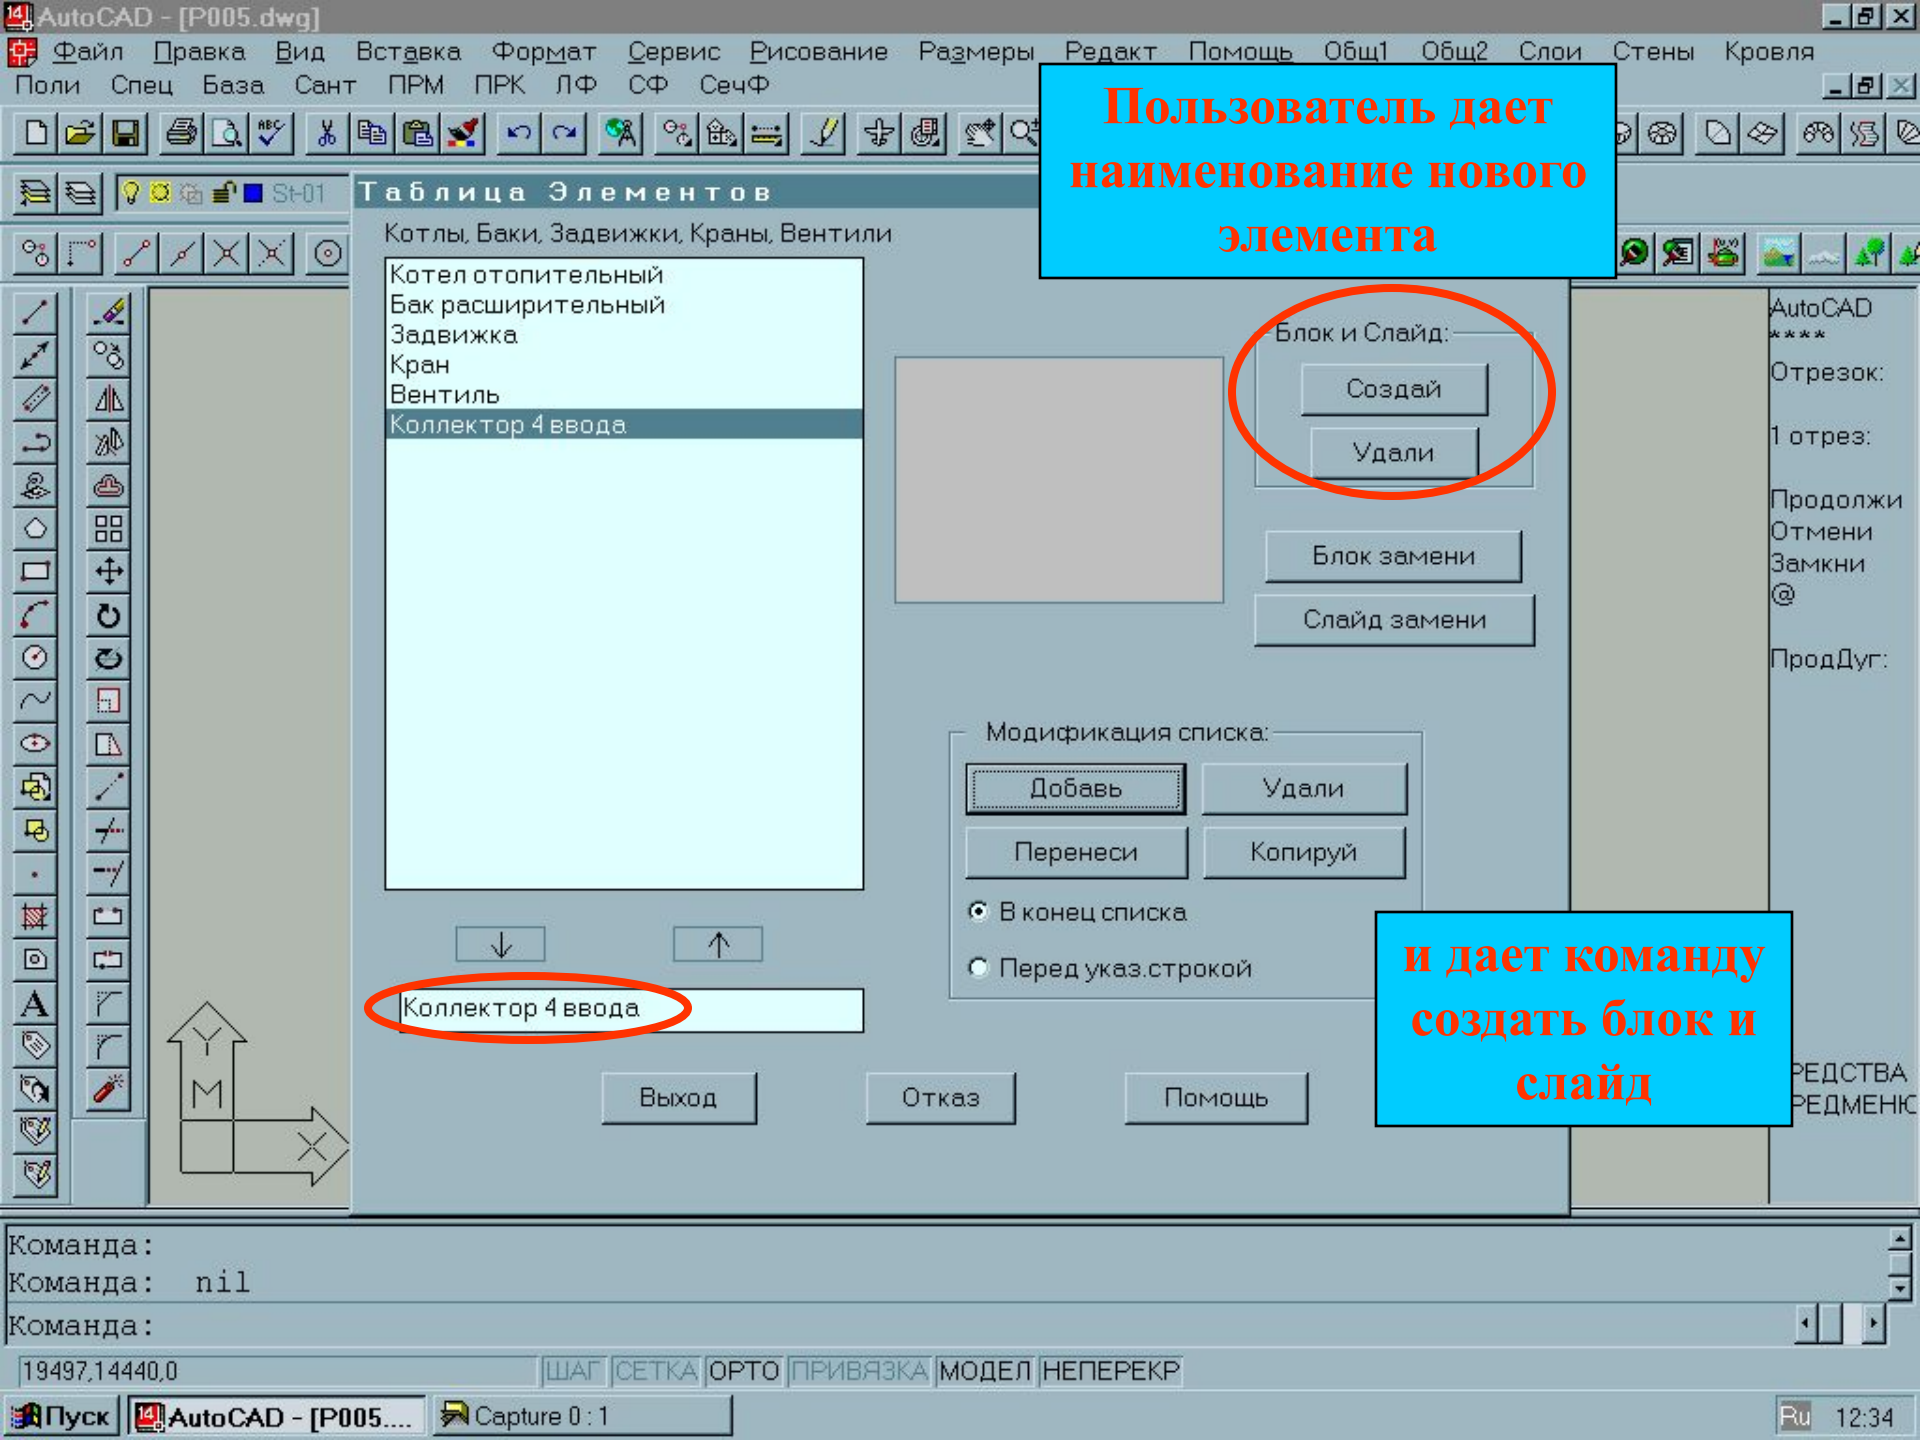 AutoCAD - [P005.dwg]
Файл Правка Вид Вставка Формат Сервис Рисование Размеры Редакт Помощь Общ1 Общ2 Слои Стены Кровля
Поли Спец База Сант ПРМ ПРК ЛФ СФ СечФ
Пользователь дает
наименование нового
элемента
St-01
Таблица Элементов
Котлы, Баки, Задвижки, Краны, Вентили
Котел отопительный
Бак расширительный
Задвижка
Кран
Вентиль
Коллектор 4 ввода
Блок и Слайд:
Создай
Удали
Блок замени
Слайд замени
Модификация списка:
Добавь Удали
Перенеси Копируй
В конец списка
Перед указ.строкой
Коллектор 4 ввода
Выход Отказ Помощь
и дает команду
создать блок и
слайд
AutoCAD
****
Отрезок:
1 отрез:
Продолжи
Отмени
Замкни
@
ПродДуг:
РЕДСТВА
РЕДМЕНЮ
Y
M
X
Команда:
Команда: nil
Команда:
19497,14440,0 ШАГ СЕТКА ОРТО ПРИВЯЗКА МОДЕЛ НЕПЕРЕКР
Пуск AutoCAD - [P005.... Capture 0 : 1 Ru 12:34